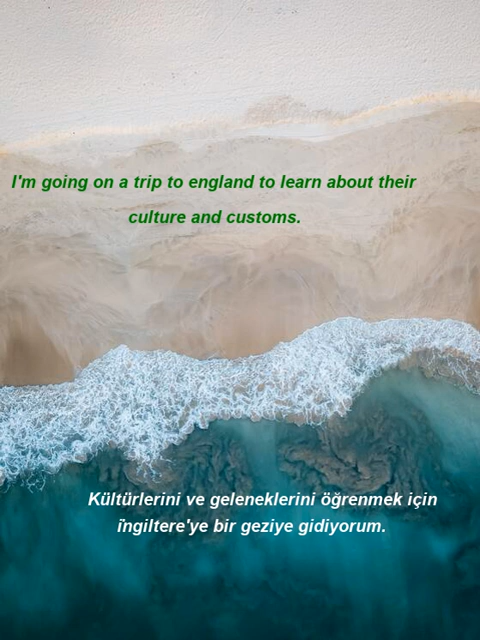 I'm going on a trip to england to learn about their
culture and customs.
Kültürlerini ve geleneklerini öğrenmek için
i̇ngiltere'ye bir geziye gidiyorum.